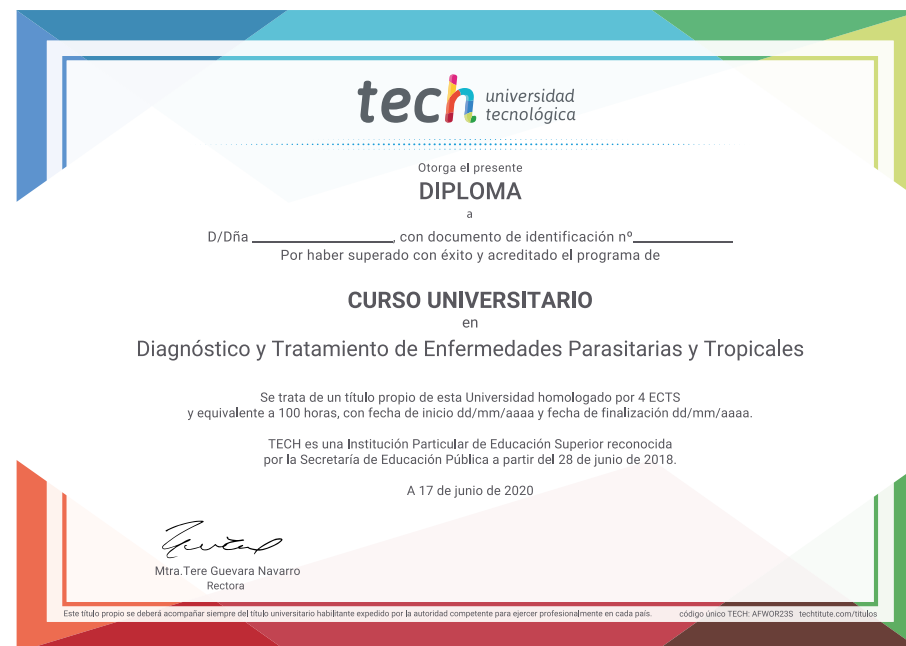 tech universidad
tecnológica
Otorga el presente
DIPLOMA
a
D/Dña ____________________, con documento de identificación nº______________
Por haber superado con éxito y acreditado el programa de
CURSO UNIVERSITARIO
en
Diagnóstico y Tratamiento de Enfermedades Parasitarias y Tropicales
Se trata de un título propio de esta Universidad homologado por 4 ECTS
y equivalente a 100 horas, con fecha de inicio dd/mm/aaaa y fecha de finalización dd/mm/aaaa.
TECH es una Institución Particular de Educación Superior reconocida
por la Secretaría de Educación Pública a partir del 28 de junio de 2018.
A 17 de junio de 2020
Mtra.Tere Guevara Navarro
Rectora
Este título propio se deberá acompañar siempre del título universitario habilitante expedido por la autoridad competente para ejercer profesionalmente en cada país. código único TECH: AFWOR23S techtitute.com/titulos